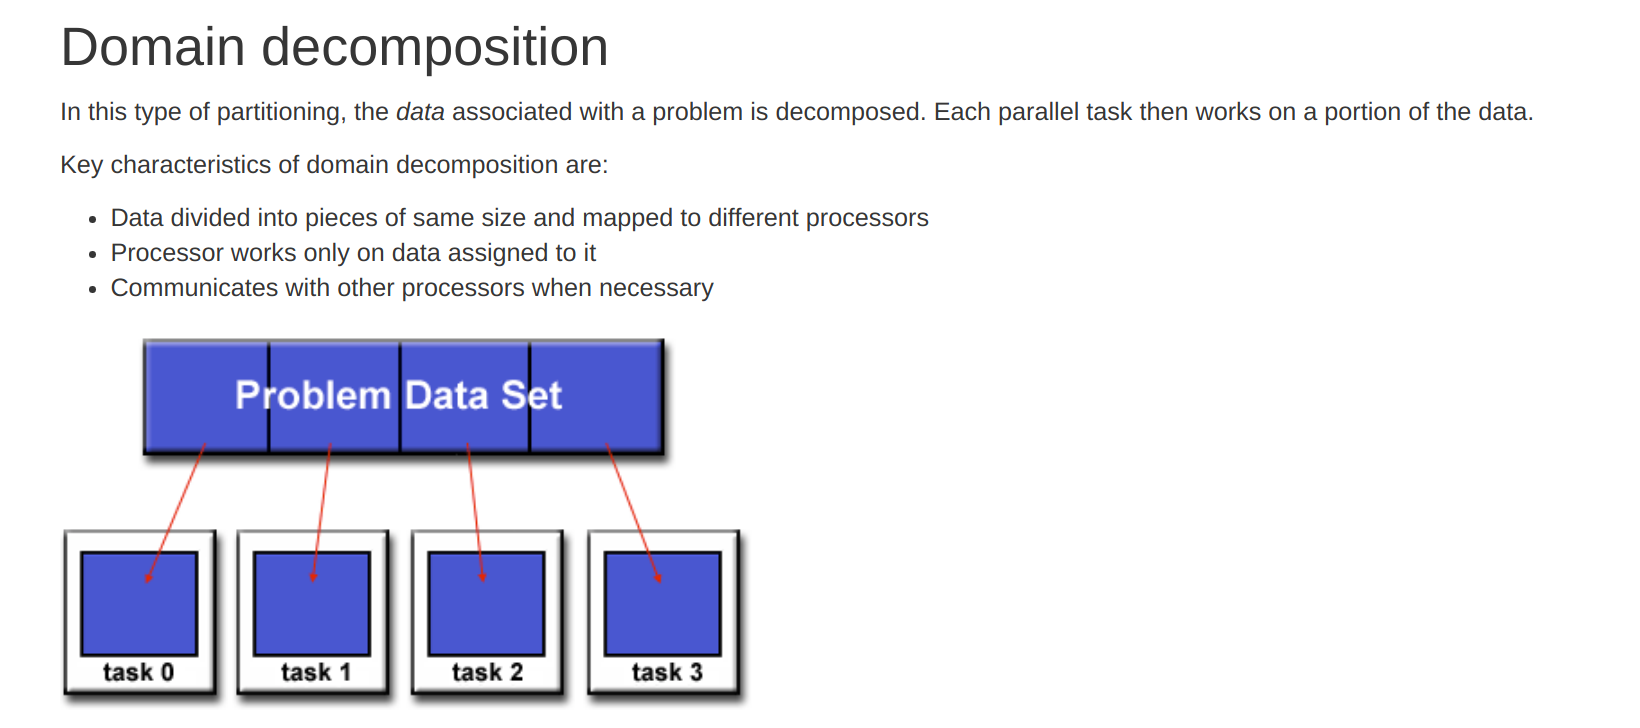 Domain decomposition
In this type of partitioning, the data associated with a problem is decomposed. Each parallel task then works on a portion of the data.
Key characteristics of domain decomposition are:
• Data divided into pieces of same size and mapped to different processors
• Processor works only on data assigned to it
• Communicates with other processors when necessary
Problem Data Set
task 0 task 1 task 2 task 3